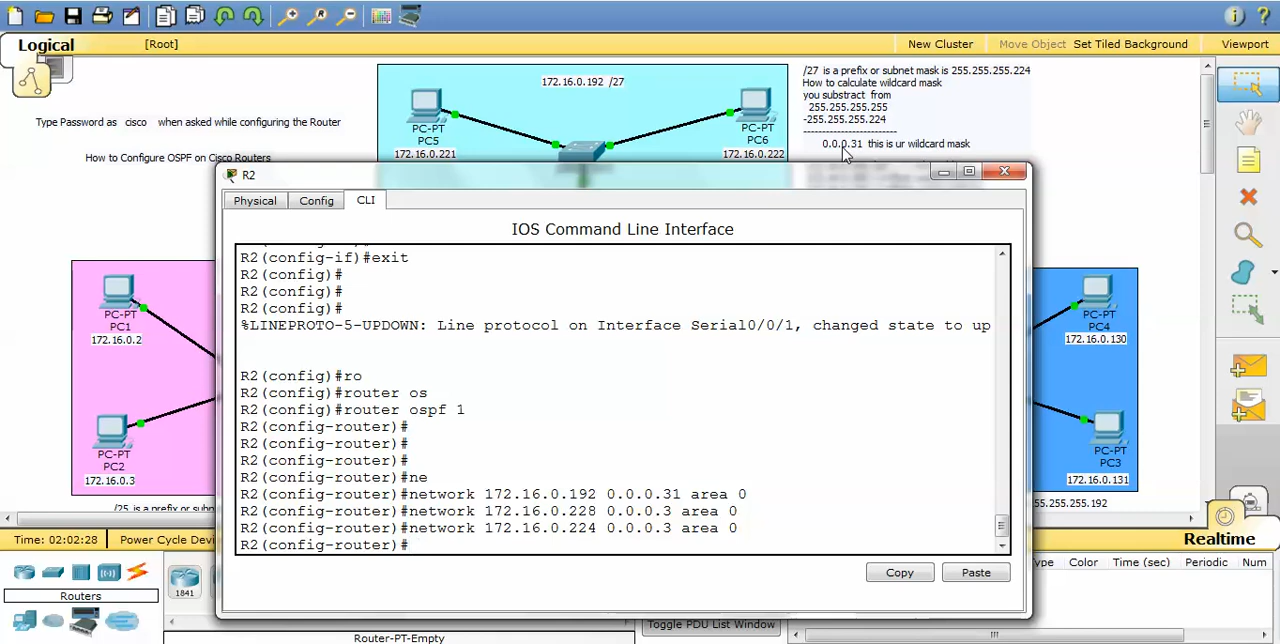 Logical
[Root]
New Cluster
Move Object
Set Tiled Background
Viewport
Type Password as cisco when asked while configuring the Router
How to Configure OSPF on Cisco Routers
172.16.0.192 /27
PC-PT
PC5
172.16.0.221
PC-PT
PC6
172.16.0.222
/27 is a prefix or subnet mask is 255.255.255.224
How to calculate wildcard mask
you substract from
255.255.255.255
-255.255.255.224
--------------------------
0.0.0.31 this is ur wildcard mask
R2
Physical
Config
CLI
IOS Command Line Interface
R2(config-if)#exit
R2(config)#
R2(config)#
R2(config)#
%LINEPROTO-5-UPDOWN: Line protocol on Interface Serial0/0/1, changed state to up
R2(config)#ro
R2(config)#router os
R2(config)#router ospf 1
R2(config-router)#
R2(config-router)#
R2(config-router)#
R2(config-router)#ne
R2(config-router)#network 172.16.0.192 0.0.0.31 area 0
R2(config-router)#network 172.16.0.228 0.0.0.3 area 0
R2(config-router)#network 172.16.0.224 0.0.0.3 area 0
R2(config-router)#
Copy
Paste
PC-PT
PC1
172.16.0.2
PC-PT
PC2
172.16.0.3
PC-PT
PC4
172.16.0.130
PC-PT
PC3
172.16.0.131
/25 is a prefix or subn
55.255.255.192
Time: 02:02:28
Power Cycle Devi
Realtime
Routers
1841
Router-PT-Empty
Toggle PDU List Window
ype
Color
Time (sec)
Periodic
Num